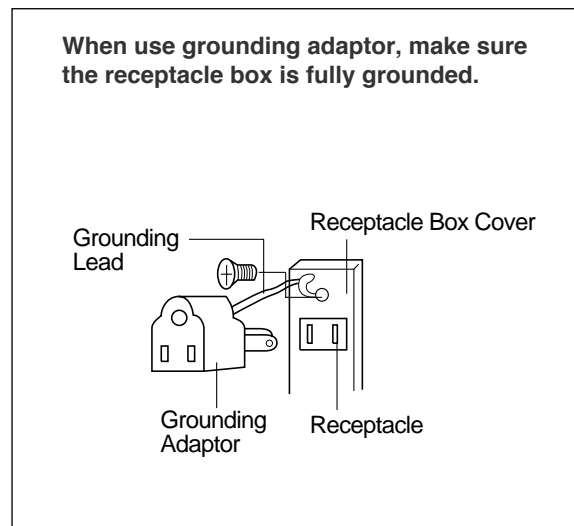 When use grounding adaptor, make sure
the receptacle box is fully grounded.
Receptacle Box Cover
Grounding
Lead
Grounding
Adaptor
Receptacle